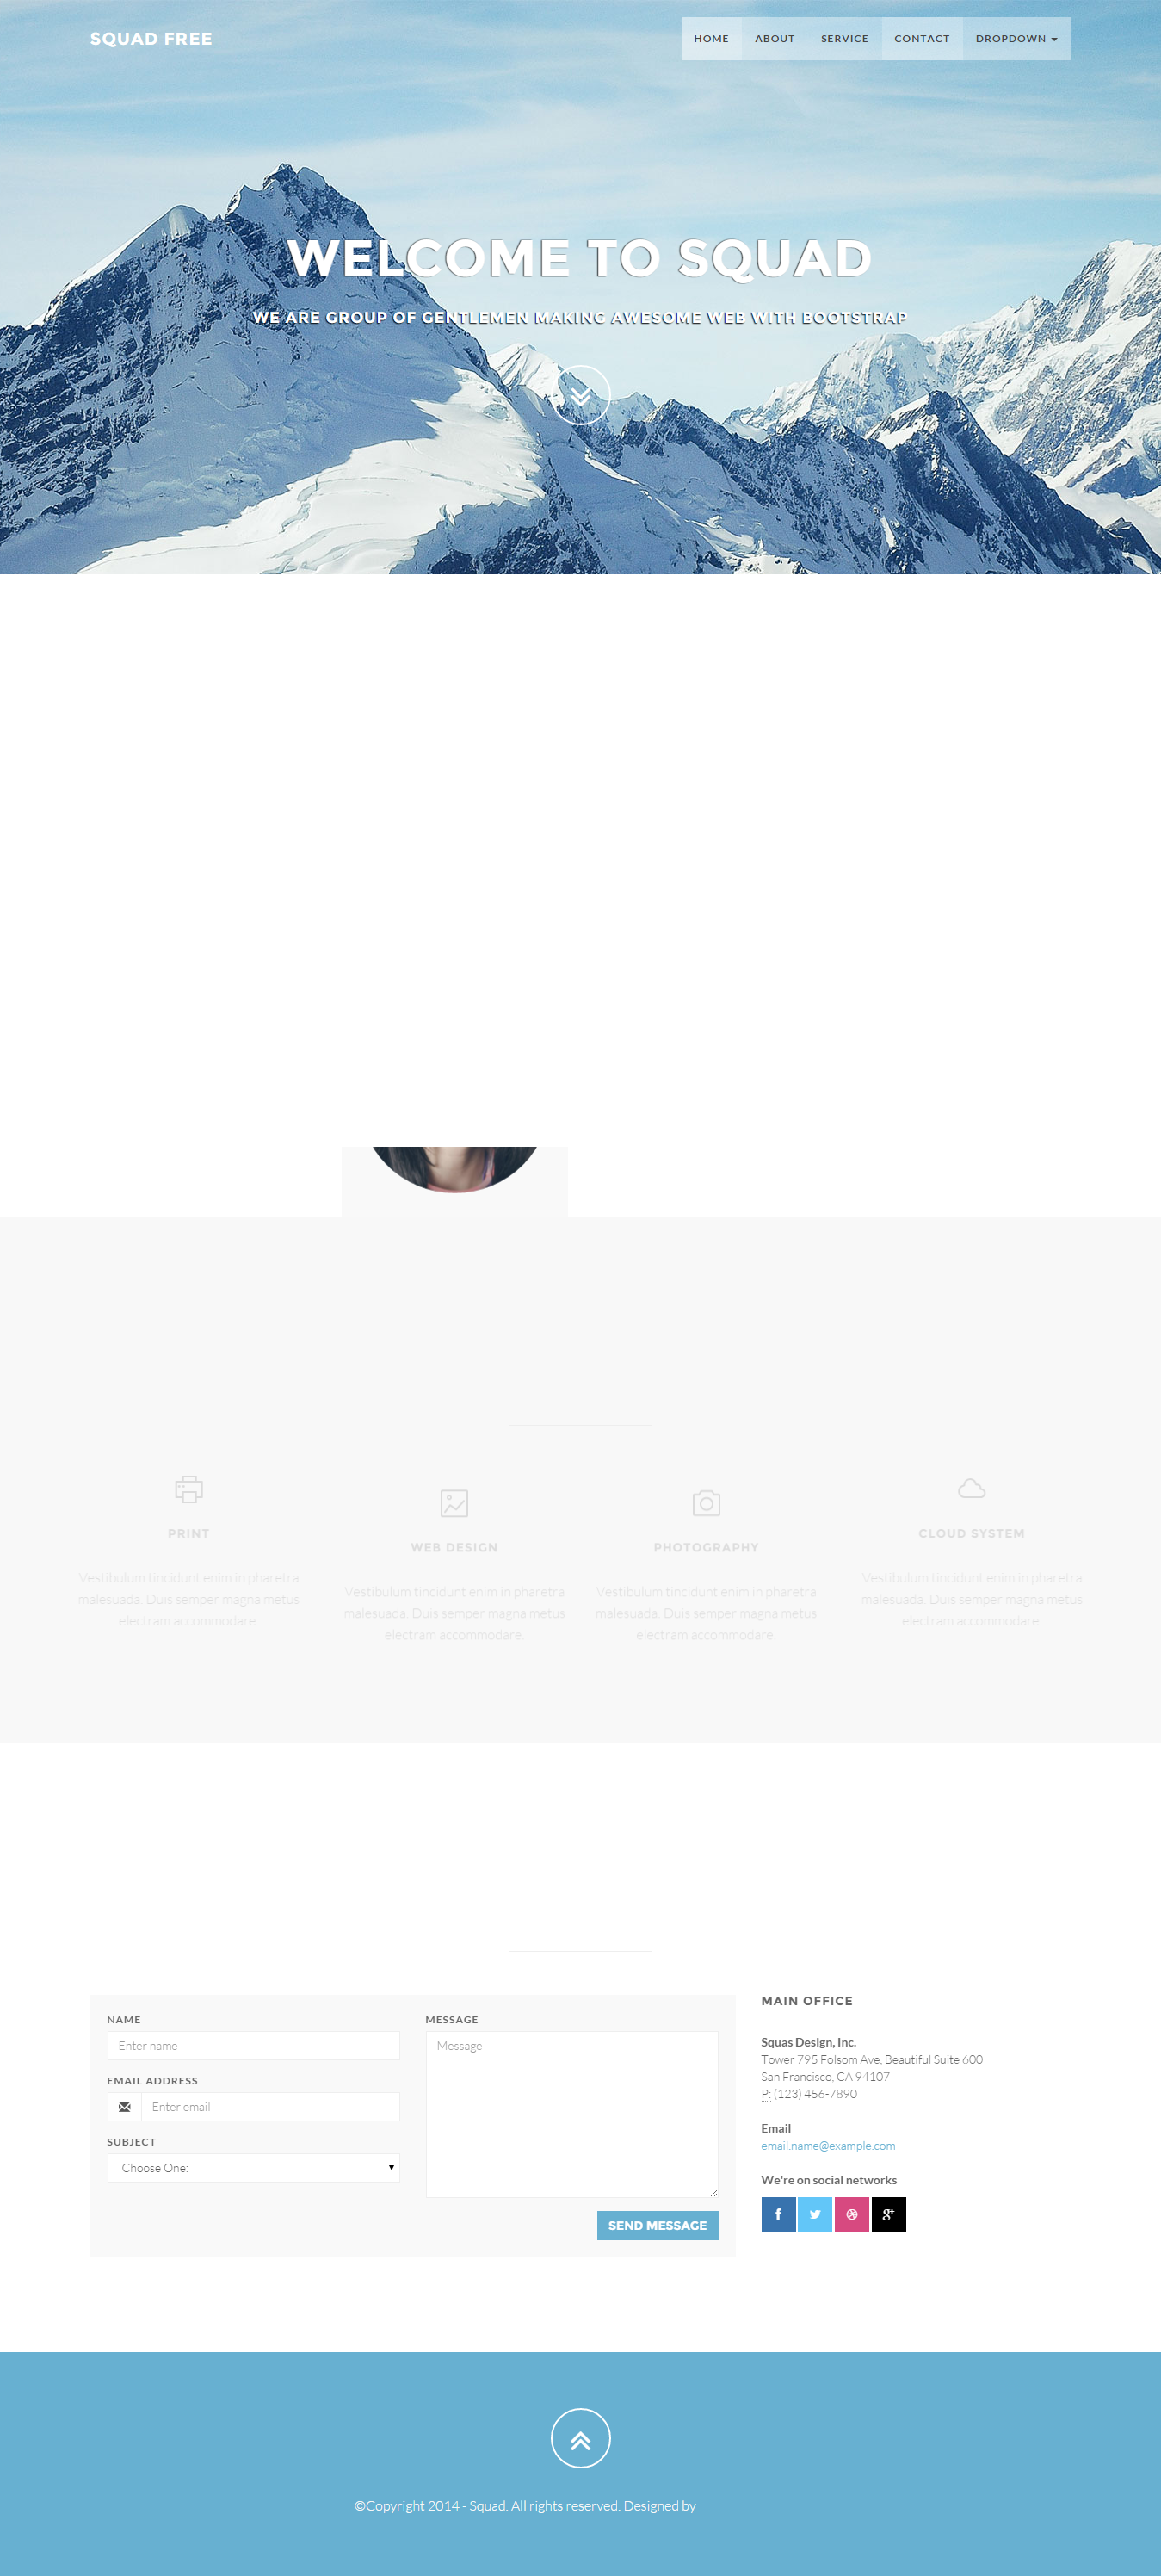 SQUAD FREE
HOME ABOUT SERVICE CONTACT DROPDOWN
WELCOME TO SQUAD
WE ARE GROUP OF GENTLEMEN MAKING AWESOME WEB WITH BOOTSTRAP
PRINT
Vestibulum tincidunt enim in pharetra
malesuada. Duis semper magna metus
electram accommodare.
WEB DESIGN
Vestibulum tincidunt enim in pharetra
malesuada. Duis semper magna metus
electram accommodare.
PHOTOGRAPHY
Vestibulum tincidunt enim in pharetra
malesuada. Duis semper magna metus
electram accommodare.
CLOUD SYSTEM
Vestibulum tincidunt enim in pharetra
malesuada. Duis semper magna metus
electram accommodare.
NAME
Enter name
EMAIL ADDRESS
Enter email
SUBJECT
Choose One:
MESSAGE
Message
SEND MESSAGE
MAIN OFFICE
Squas Design, Inc.
Tower 795 Folsom Ave, Beautiful Suite 600
San Francisco, CA 94107
P: (123) 456-7890
Email
email.name@example.com
We're on social networks
©Copyright 2014 - Squad. All rights reserved. Designed by